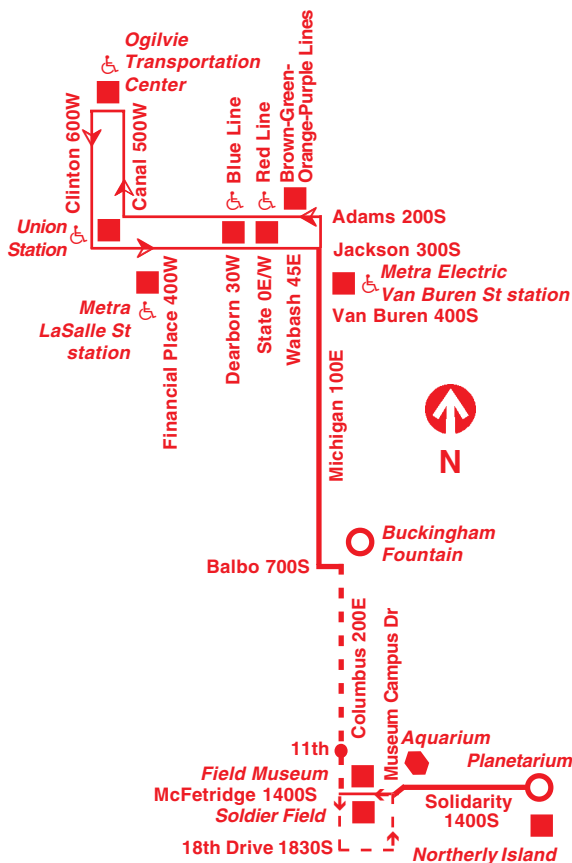 Ogilvie
Transportation
Center
Clinton 600W
Canal 500W
Blue Line
Red Line
Brown-Green-
Orange-Purple Lines
Adams 200S
Union
Station
Jackson 300S
Metra Electric
Van Buren St station
Van Buren 400S
Metra
LaSalle St
station
Financial Place 400W
Dearborn 30W
State 0E/W
Wabash 45E
Michigan 100E
N
Buckingham
Fountain
Balbo 700S
Columbus 200E
Museum Campus Dr
11th
Aquarium
Field Museum
Planetarium
McFetridge 1400S
Soldier Field
Solidarity
1400S
18th Drive 1830S
Northerly Island